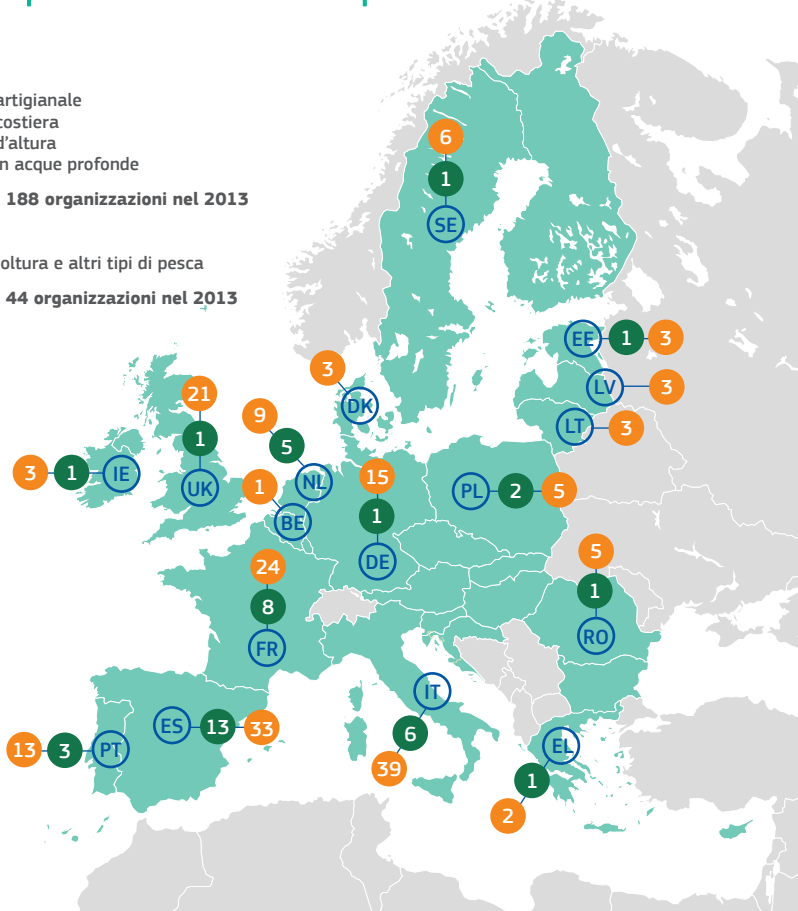 artigianale
costiera
d'altura
n acque profonde
188 organizzazioni nel 2013
oltura e altri tipi di pesca
44 organizzazioni nel 2013
6
1
SE
EE 1 3
3
DK
LV 3
21
9
LT 3
1
5
3 1 IE
UK
NL
15
1
PL 2 5
BE
1
DE
24
5
8
1
FR
RO
IT
ES 13 33
13 3 PT
6
EL
39
1
2